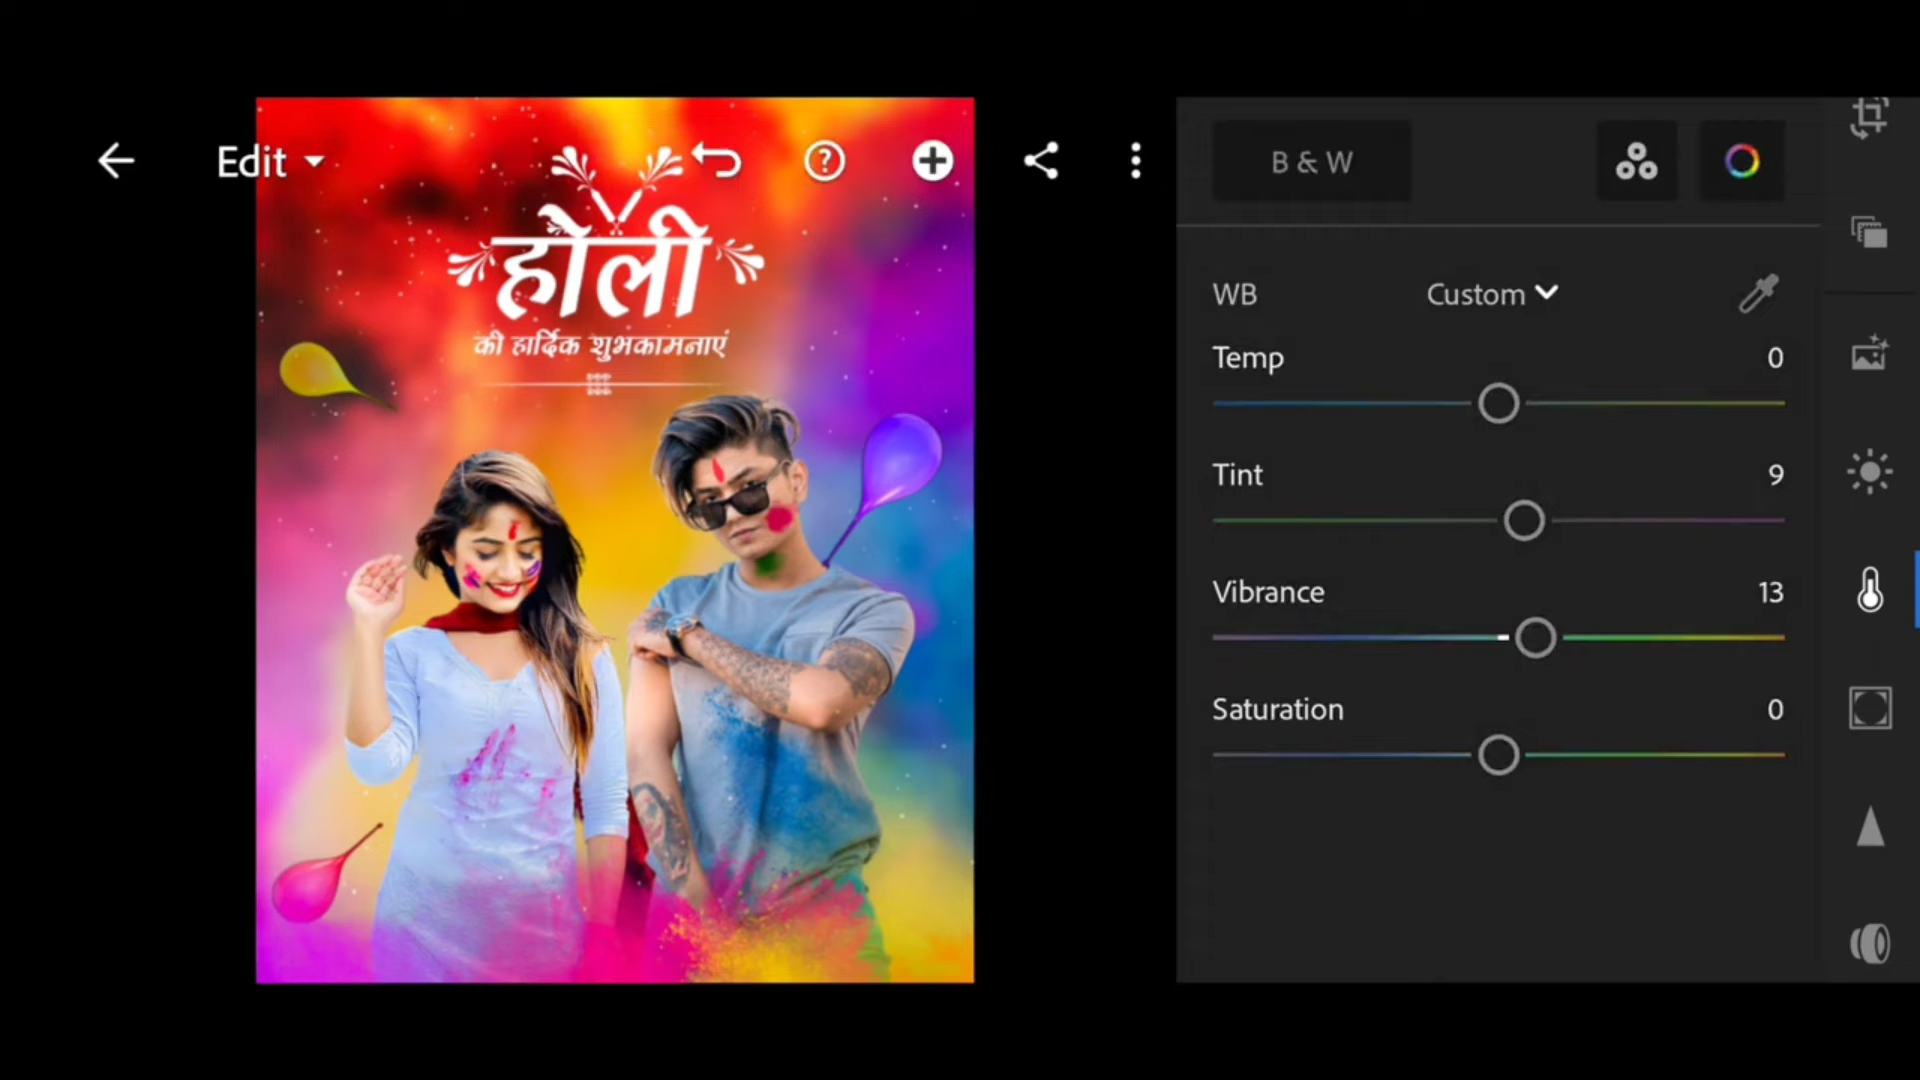 Edit
होली
की हार्दिक शुभकामनाएं
B & W
WB Custom
Temp 0
Tint 9
Vibrance 13
Saturation 0